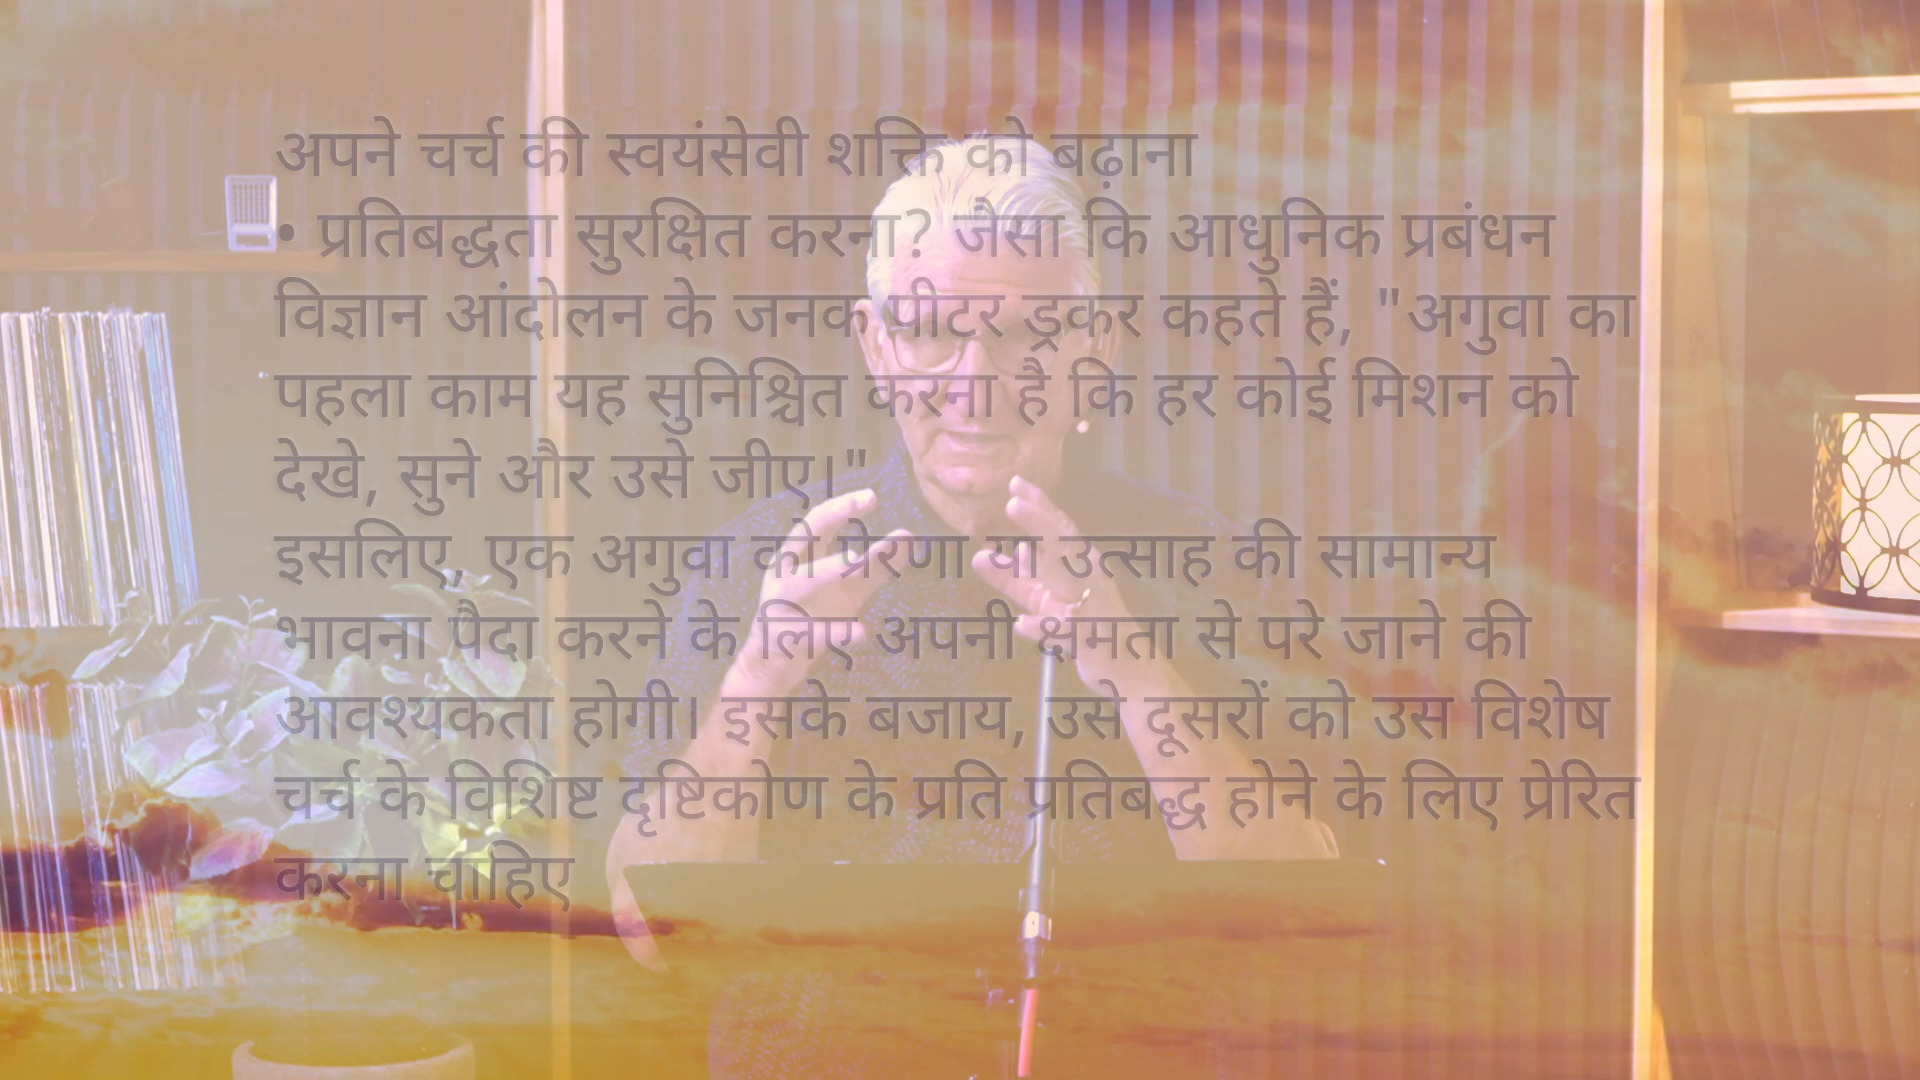 अपने चर्च की स्वयंसेवी शक्ति को बढ़ाना
• प्रतिबद्धता सुरक्षित करना? जैसा कि आधुनिक प्रबंधन
विज्ञान आंदोलन के जनक पीटर ड्रकर कहते हैं, "अगुवा का
पहला काम यह सुनिश्चित करना है कि हर कोई मिशन को
देखे, सुने और उसे जीए।"
इसलिए, एक अगुवा को प्रेरणा या उत्साह की सामान्य
भावना पैदा करने के लिए अपनी क्षमता से परे जाने की
आवश्यकता होगी। इसके बजाय, उसे दूसरों को उस विशेष
चर्च के विशिष्ट दृष्टिकोण के प्रति प्रतिबद्ध होने के लिए प्रेरित
करना चाहिए